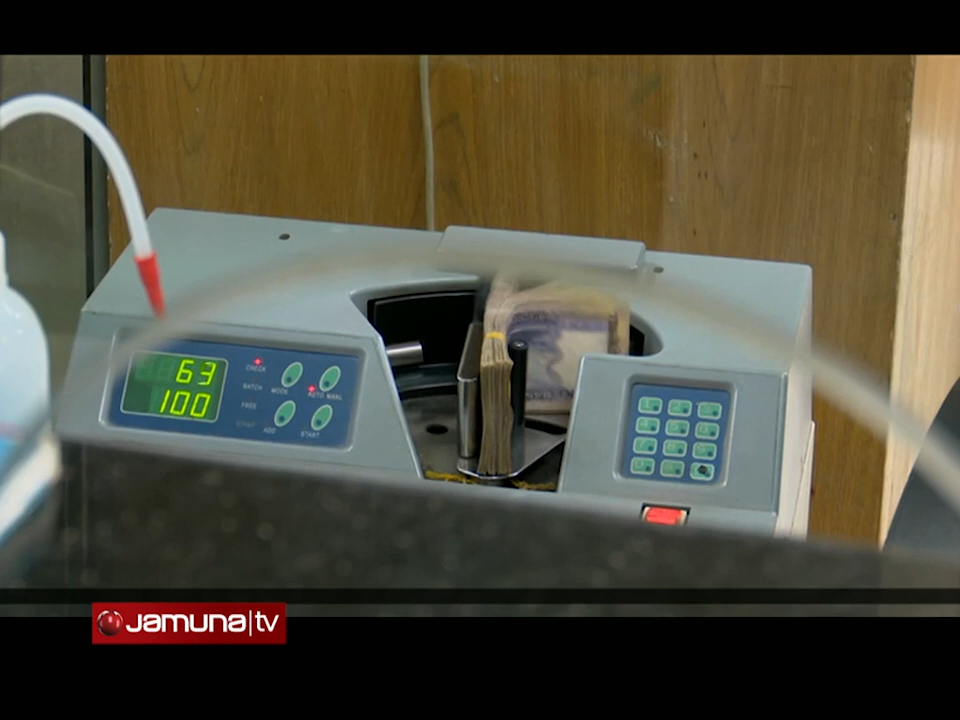 63
100
CHECK
BATCH
MODE
AUTO MANL
FREE
ADD
START
JAMUNA|tv